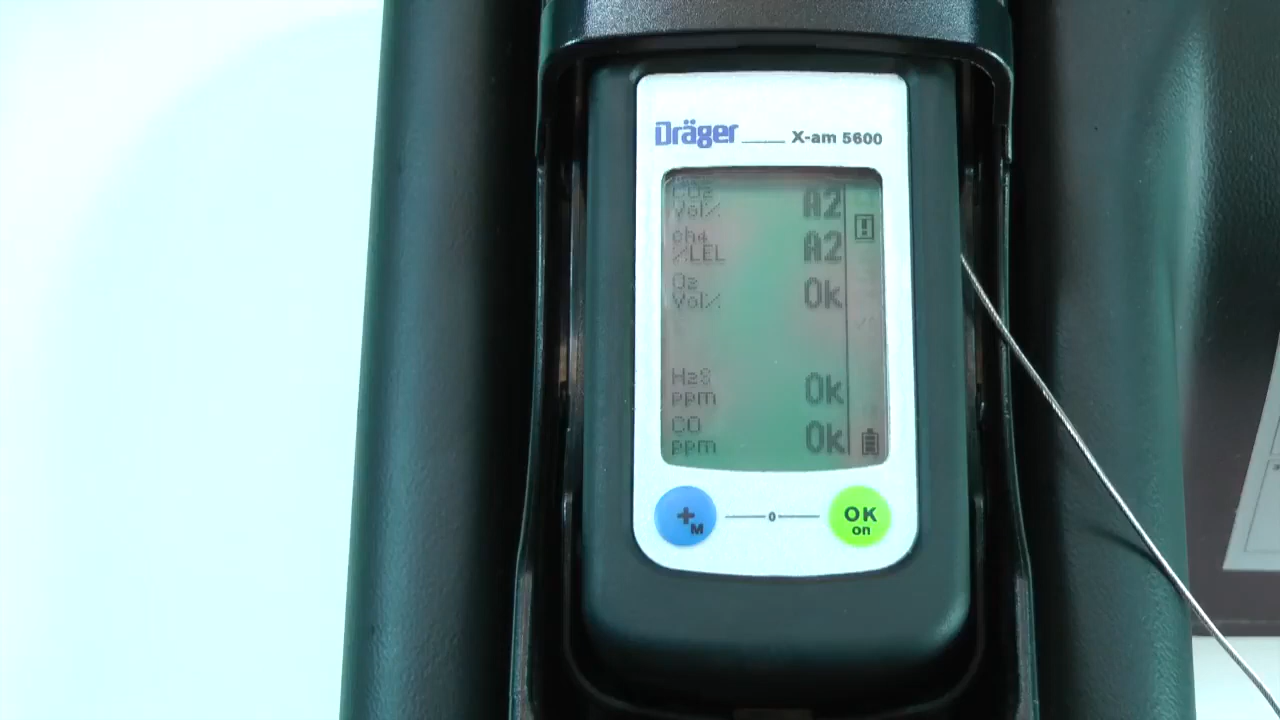 Dräger X-am 5600
CO2 A2
Vol%
ch4 A2
%LEL
O2 Ok
Vol%
H2S Ok
ppm
CO Ok
ppm
+M 0 OK
on